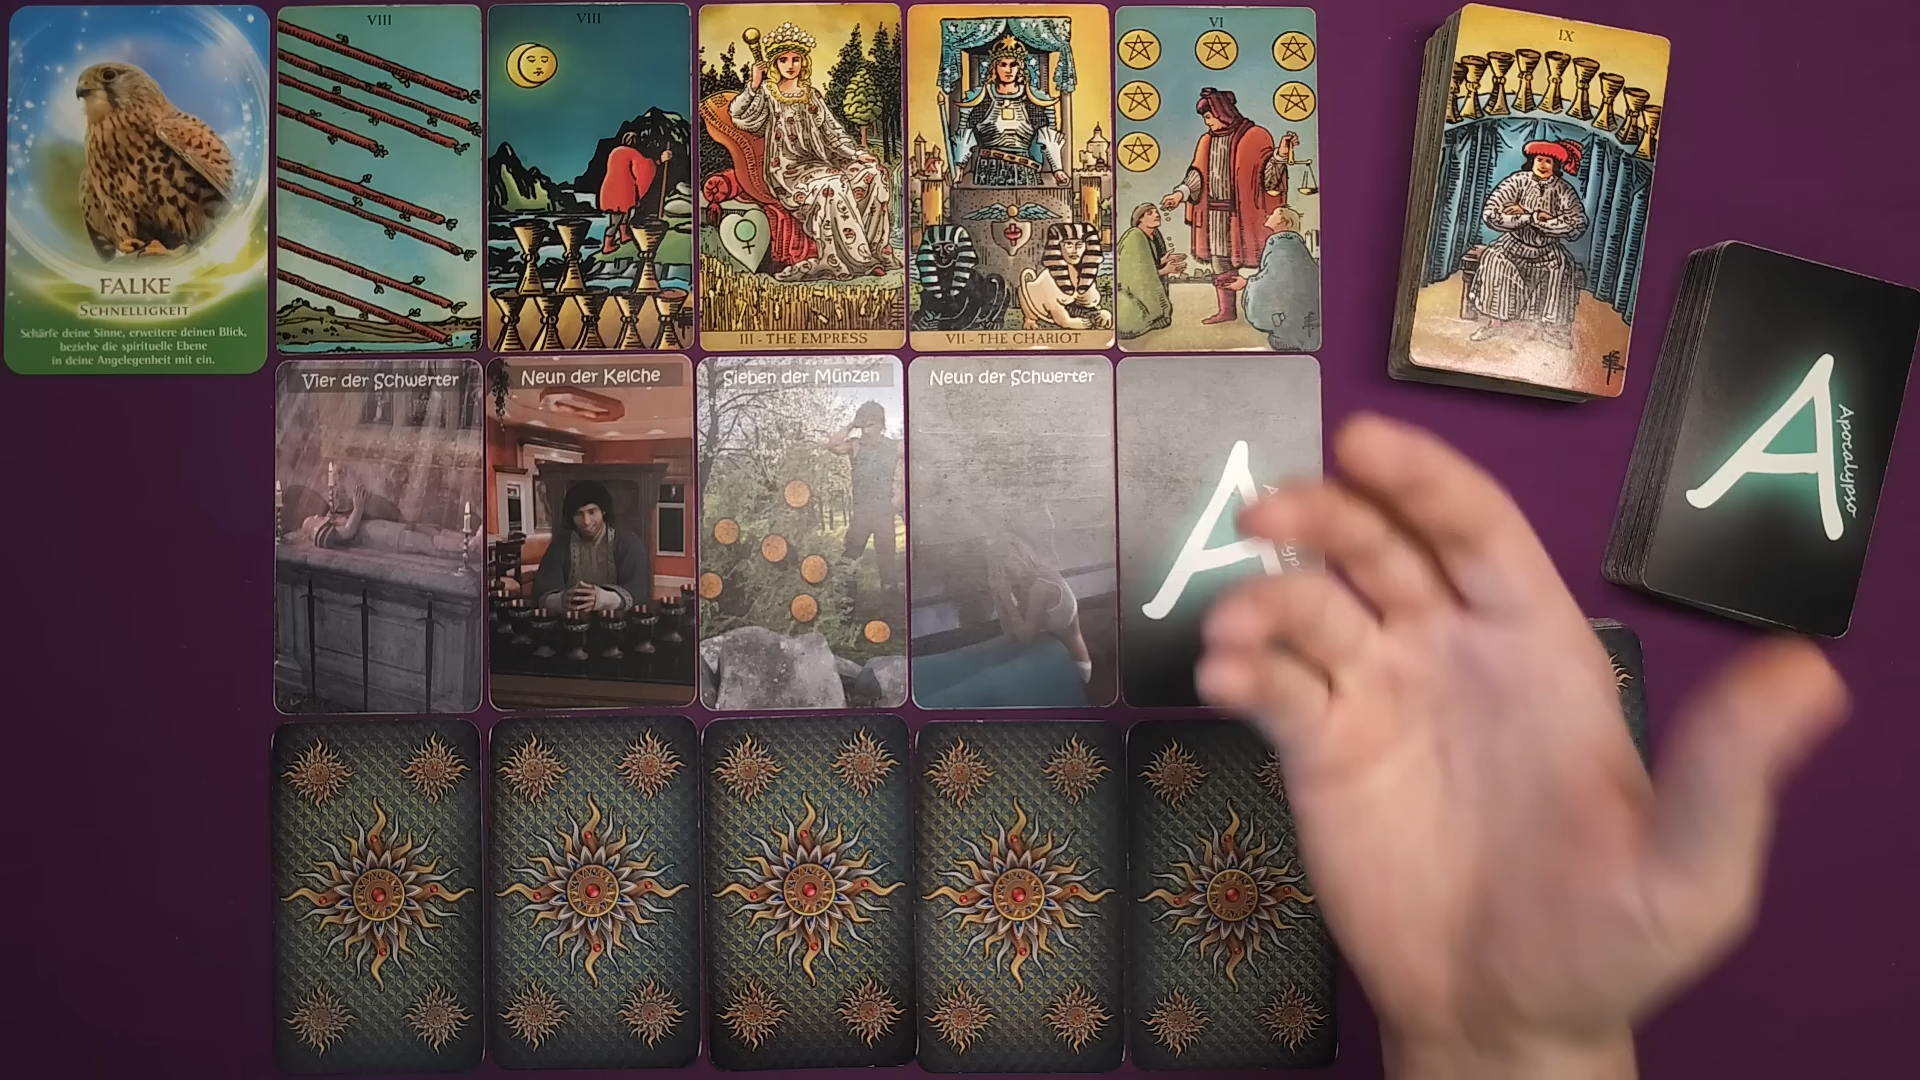 FALKE
SCHNELLIGKEIT
Schärfe deine Sinne, erweitere deinen Blick,
beziehe die spirituelle Ebene
in deine Angelegenheit mit ein.
VIII
VIII
III - THE EMPRESS
VII - THE CHARIOT
VI
IX
Vier der Schwerter
Neun der Kelche
Sieben der Münzen
Neun der Schwerter
A
A
Apocalypso